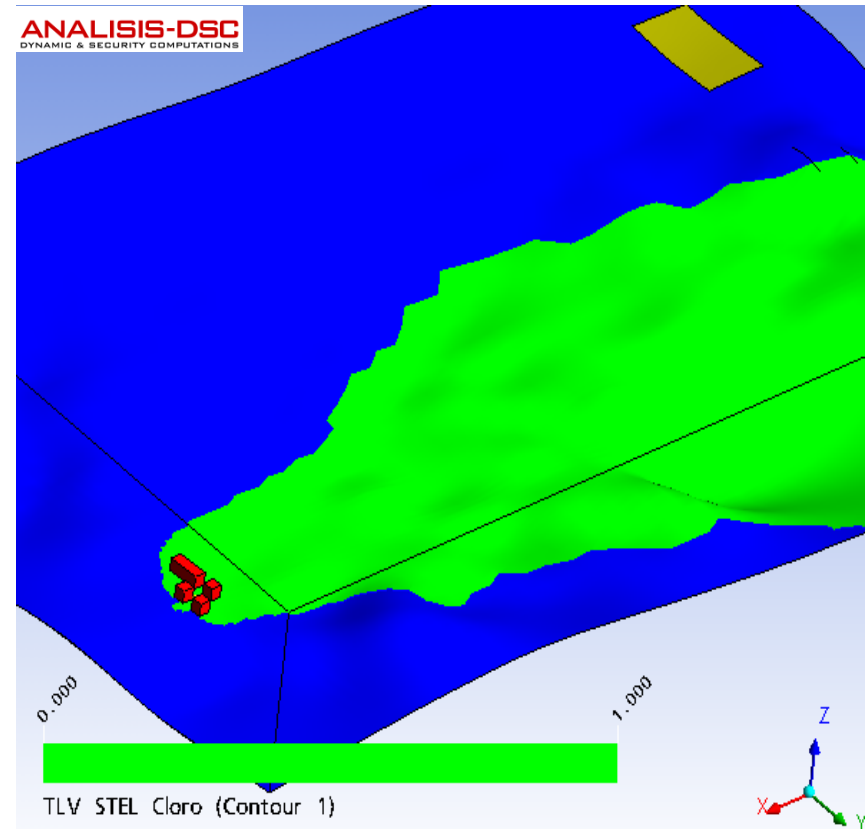 ANALISIS-DSC
DYNAMIC & SECURITY COMPUTATIONS
0.000
1.000
TLV STEL Cloro (Contour 1)
Z
X
Y